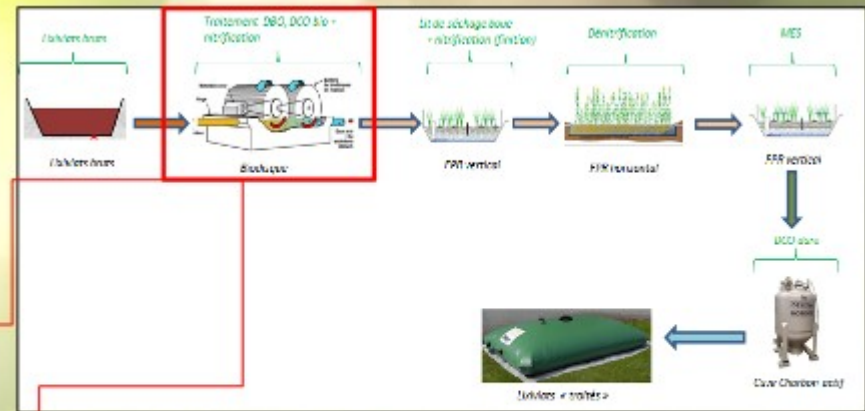 Lixiviats bruts
Traitement DBO, DCO bio +
nitrification
Lit de séchage boue
+ nitrification (finition)
Dénitrification
MES
Lixiviats bruts
Biodisque
FPR vertical
FPR horizontal
FPR vertical
DCO dure
Cuve Charbon actif
Lixiviats « traités »